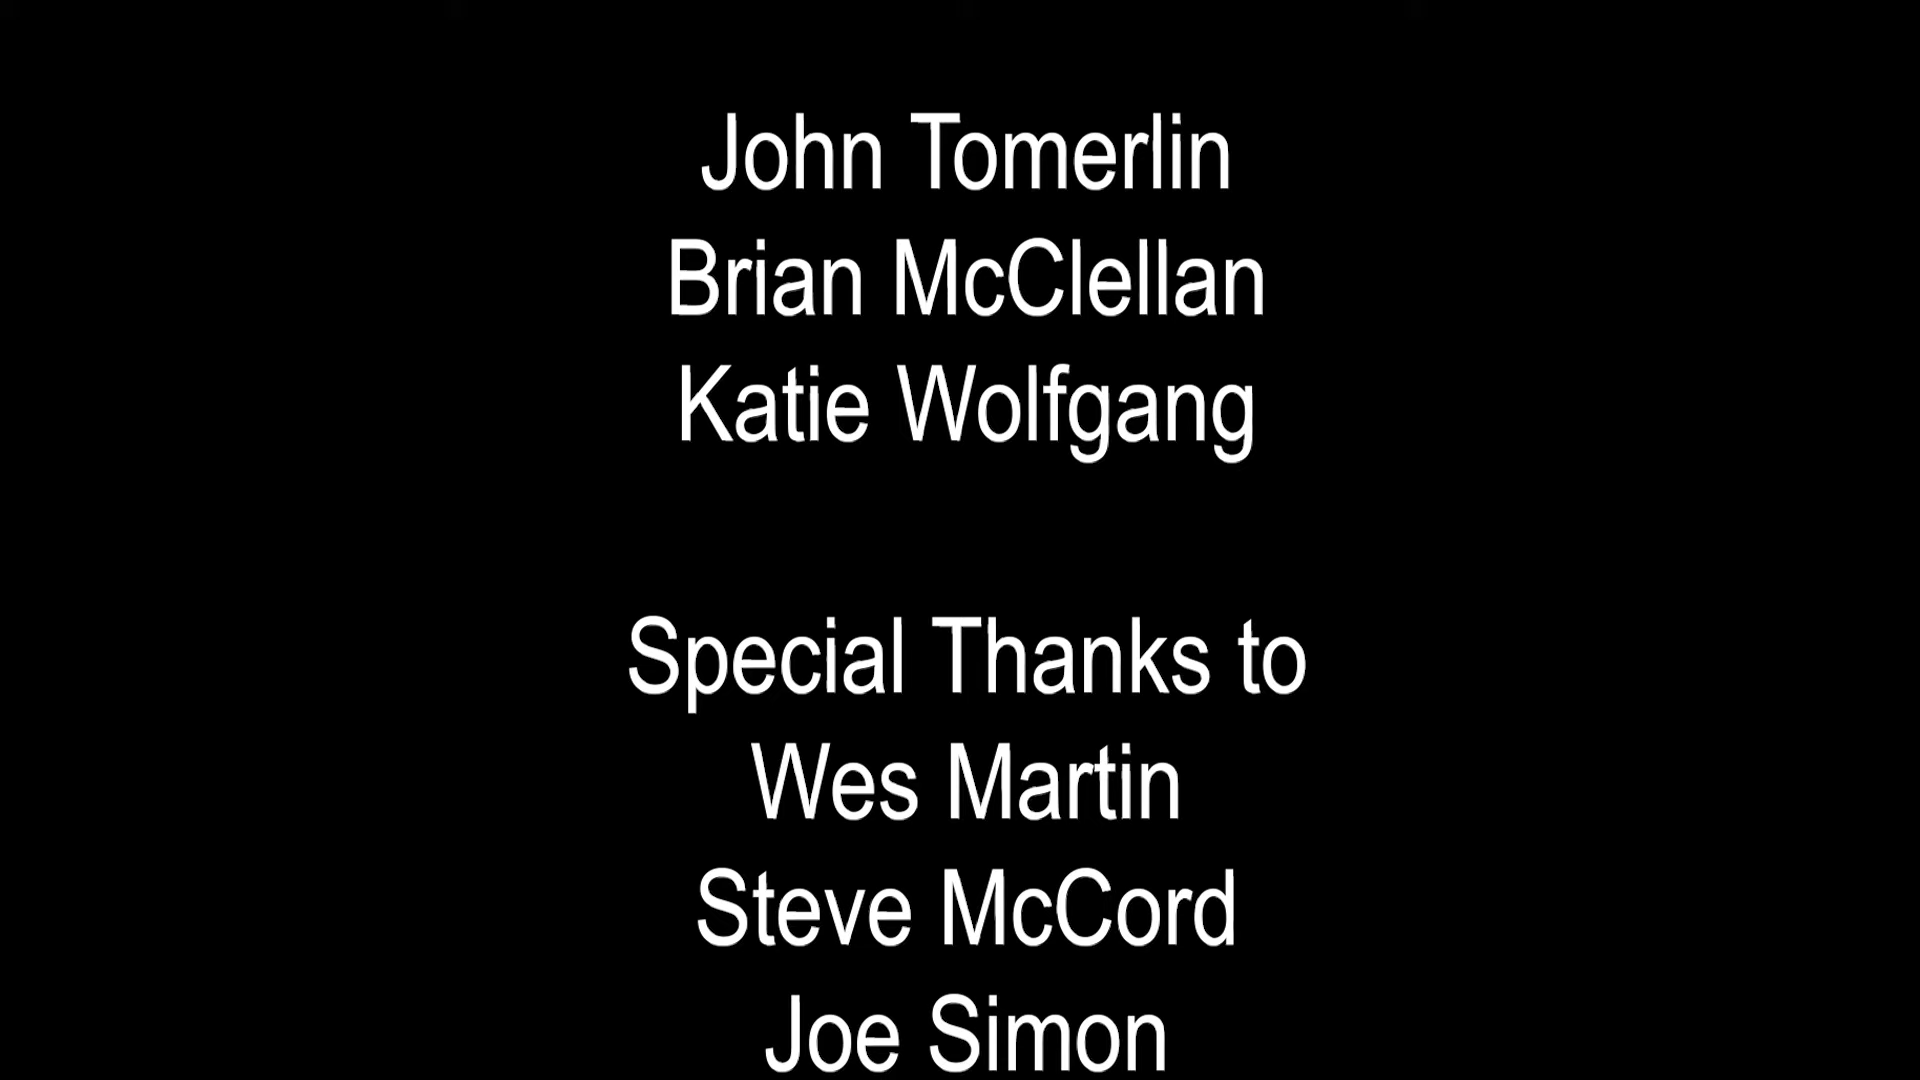 John Tomerlin
Brian McClellan
Katie Wolfgang
Special Thanks to
Wes Martin
Steve McCord
Joe Simon